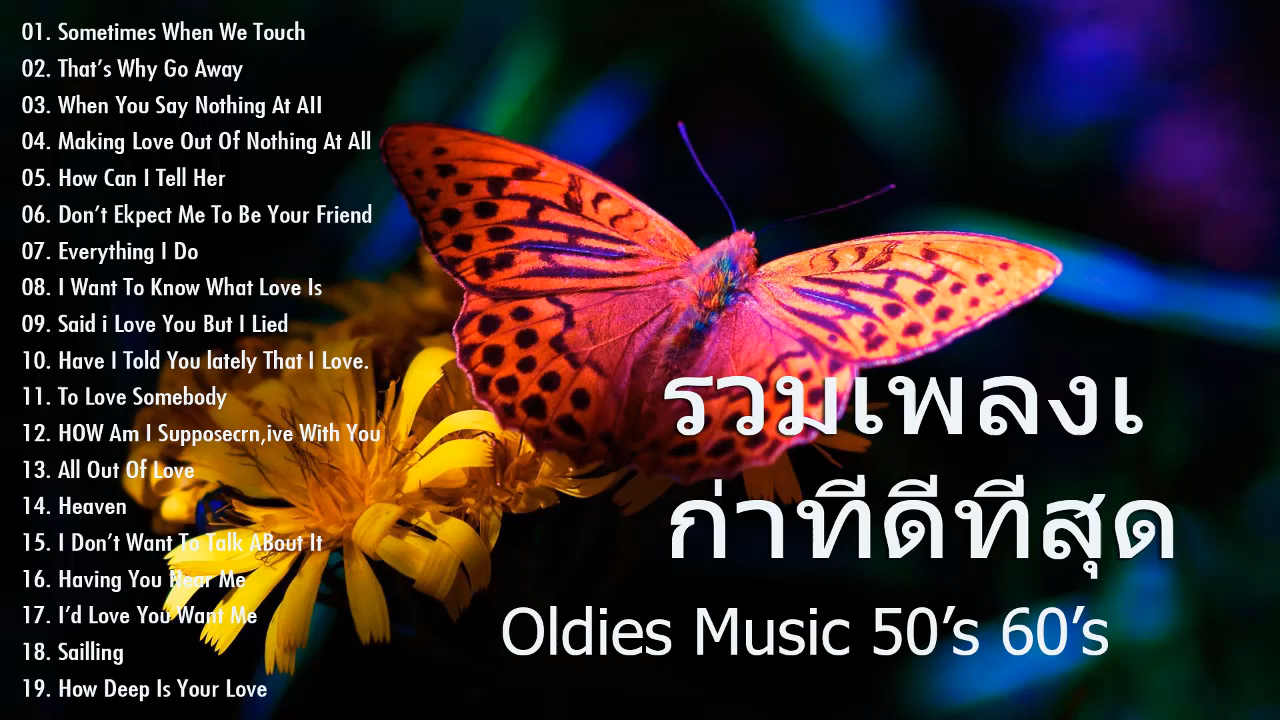 01. Sometimes When We Touch
02. That's Why Go Away
03. When You Say Nothing At All
04. Making Love Out Of Nothing At All
05. How Can I Tell Her
06. Don't Ekpect Me To Be Your Friend
07. Everything I Do
08. I Want To Know What Love Is
09. Said i Love You But I Lied
10. Have I Told You lately That I Love.
11. To Love Somebody
12. HOW Am I Supposecrn,ive With You
13. All Out Of Love
14. Heaven
15. I Don't Want To Talk ABout It
16. Having You Near Me
17. I'd Love You Want Me
18. Sailling
19. How Deep Is Your Love
รวมเพลงเ
ก่าทีดีทีสุด
Oldies Music 50's 60's